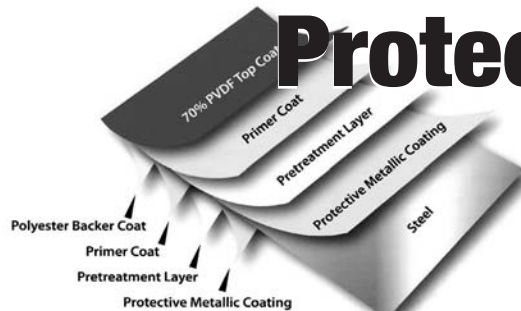 Protec
70% PVDF Top Coat
Primer Coat
Pretreatment Layer
Protective Metallic Coating
Steel
Polyester Backer Coat
Primer Coat
Pretreatment Layer
Protective Metallic Coating